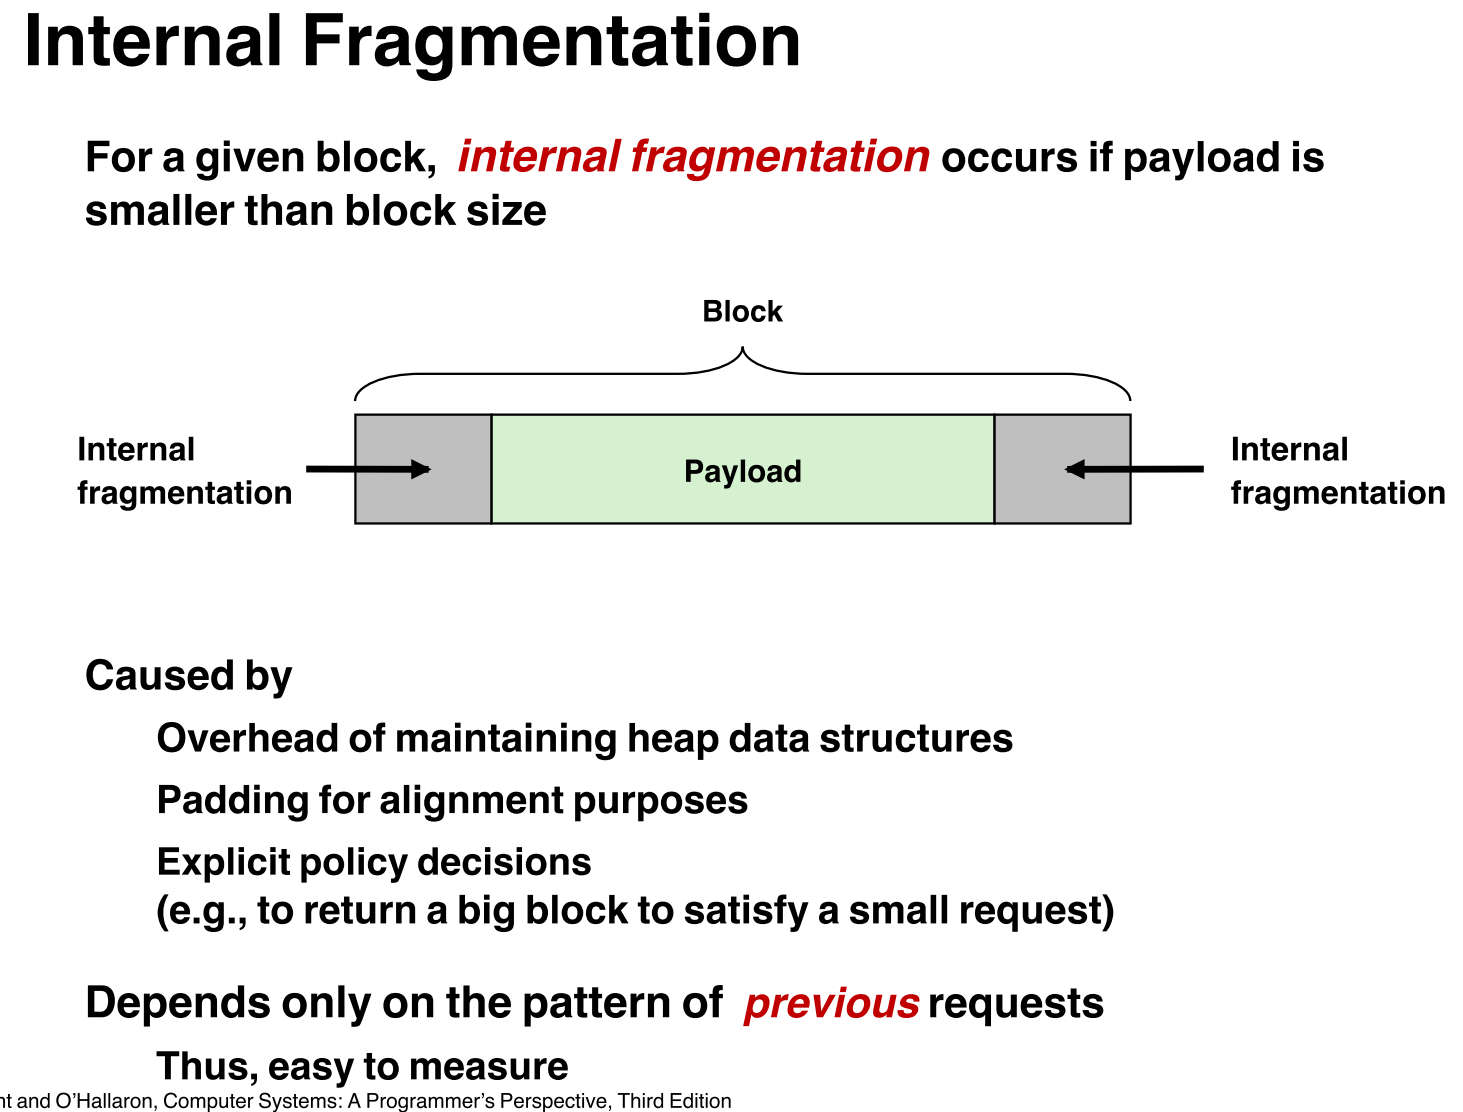 Internal Fragmentation
For a given block, internal fragmentation occurs if payload is
smaller than block size
Block
Internal
fragmentation
Payload
Internal
fragmentation
Caused by
Overhead of maintaining heap data structures
Padding for alignment purposes
Explicit policy decisions
(e.g., to return a big block to satisfy a small request)
Depends only on the pattern of previous requests
Thus, easy to measure
and O’Hallaron, Computer Systems: A Programmer’s Perspective, Third Edition